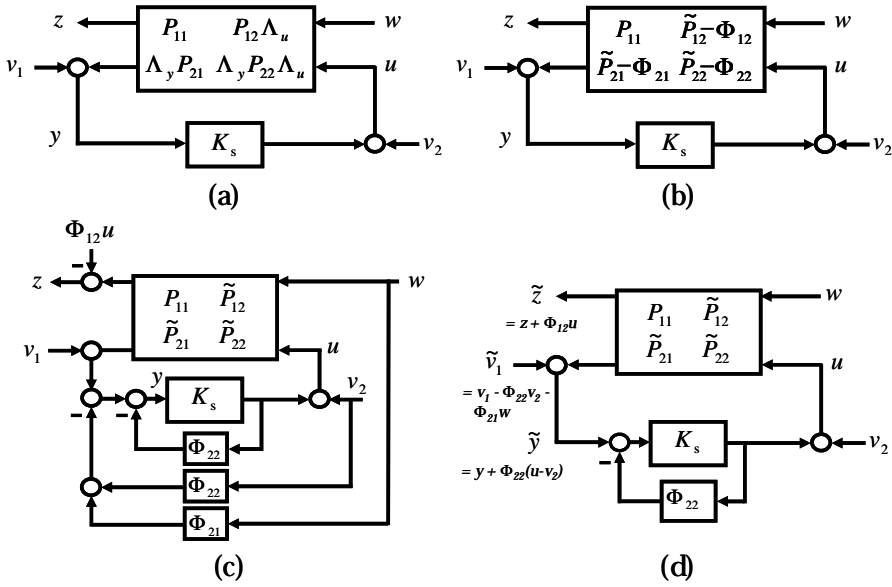 z
P₁₁ P₁₂Λᵤ
w
v₁
ΛᵧP₂₁ ΛᵧP₂₂Λᵤ
u
y
Kₛ
v₂
(a)
z
P₁₁ P̃₁₂−Φ₁₂
w
v₁
P̃₂₁−Φ₂₁ P̃₂₂−Φ₂₂
u
y
Kₛ
v₂
(b)
Φ₁₂u
−
z
P₁₁ P̃₁₂
w
P̃₂₁ P̃₂₂
v₁
u
y
v₂
Kₛ
− −
Φ₂₂
Φ₂₂
Φ₂₁
(c)
z̃
P₁₁ P̃₁₂
w
= z + Φ₁₂u
P̃₂₁ P̃₂₂
u
ṽ₁
= v₁ - Φ₂₂v₂ -
Φ₂₁w
ỹ
Kₛ
v₂
= y + Φ₂₂(u-v₂)
−
Φ₂₂
(d)